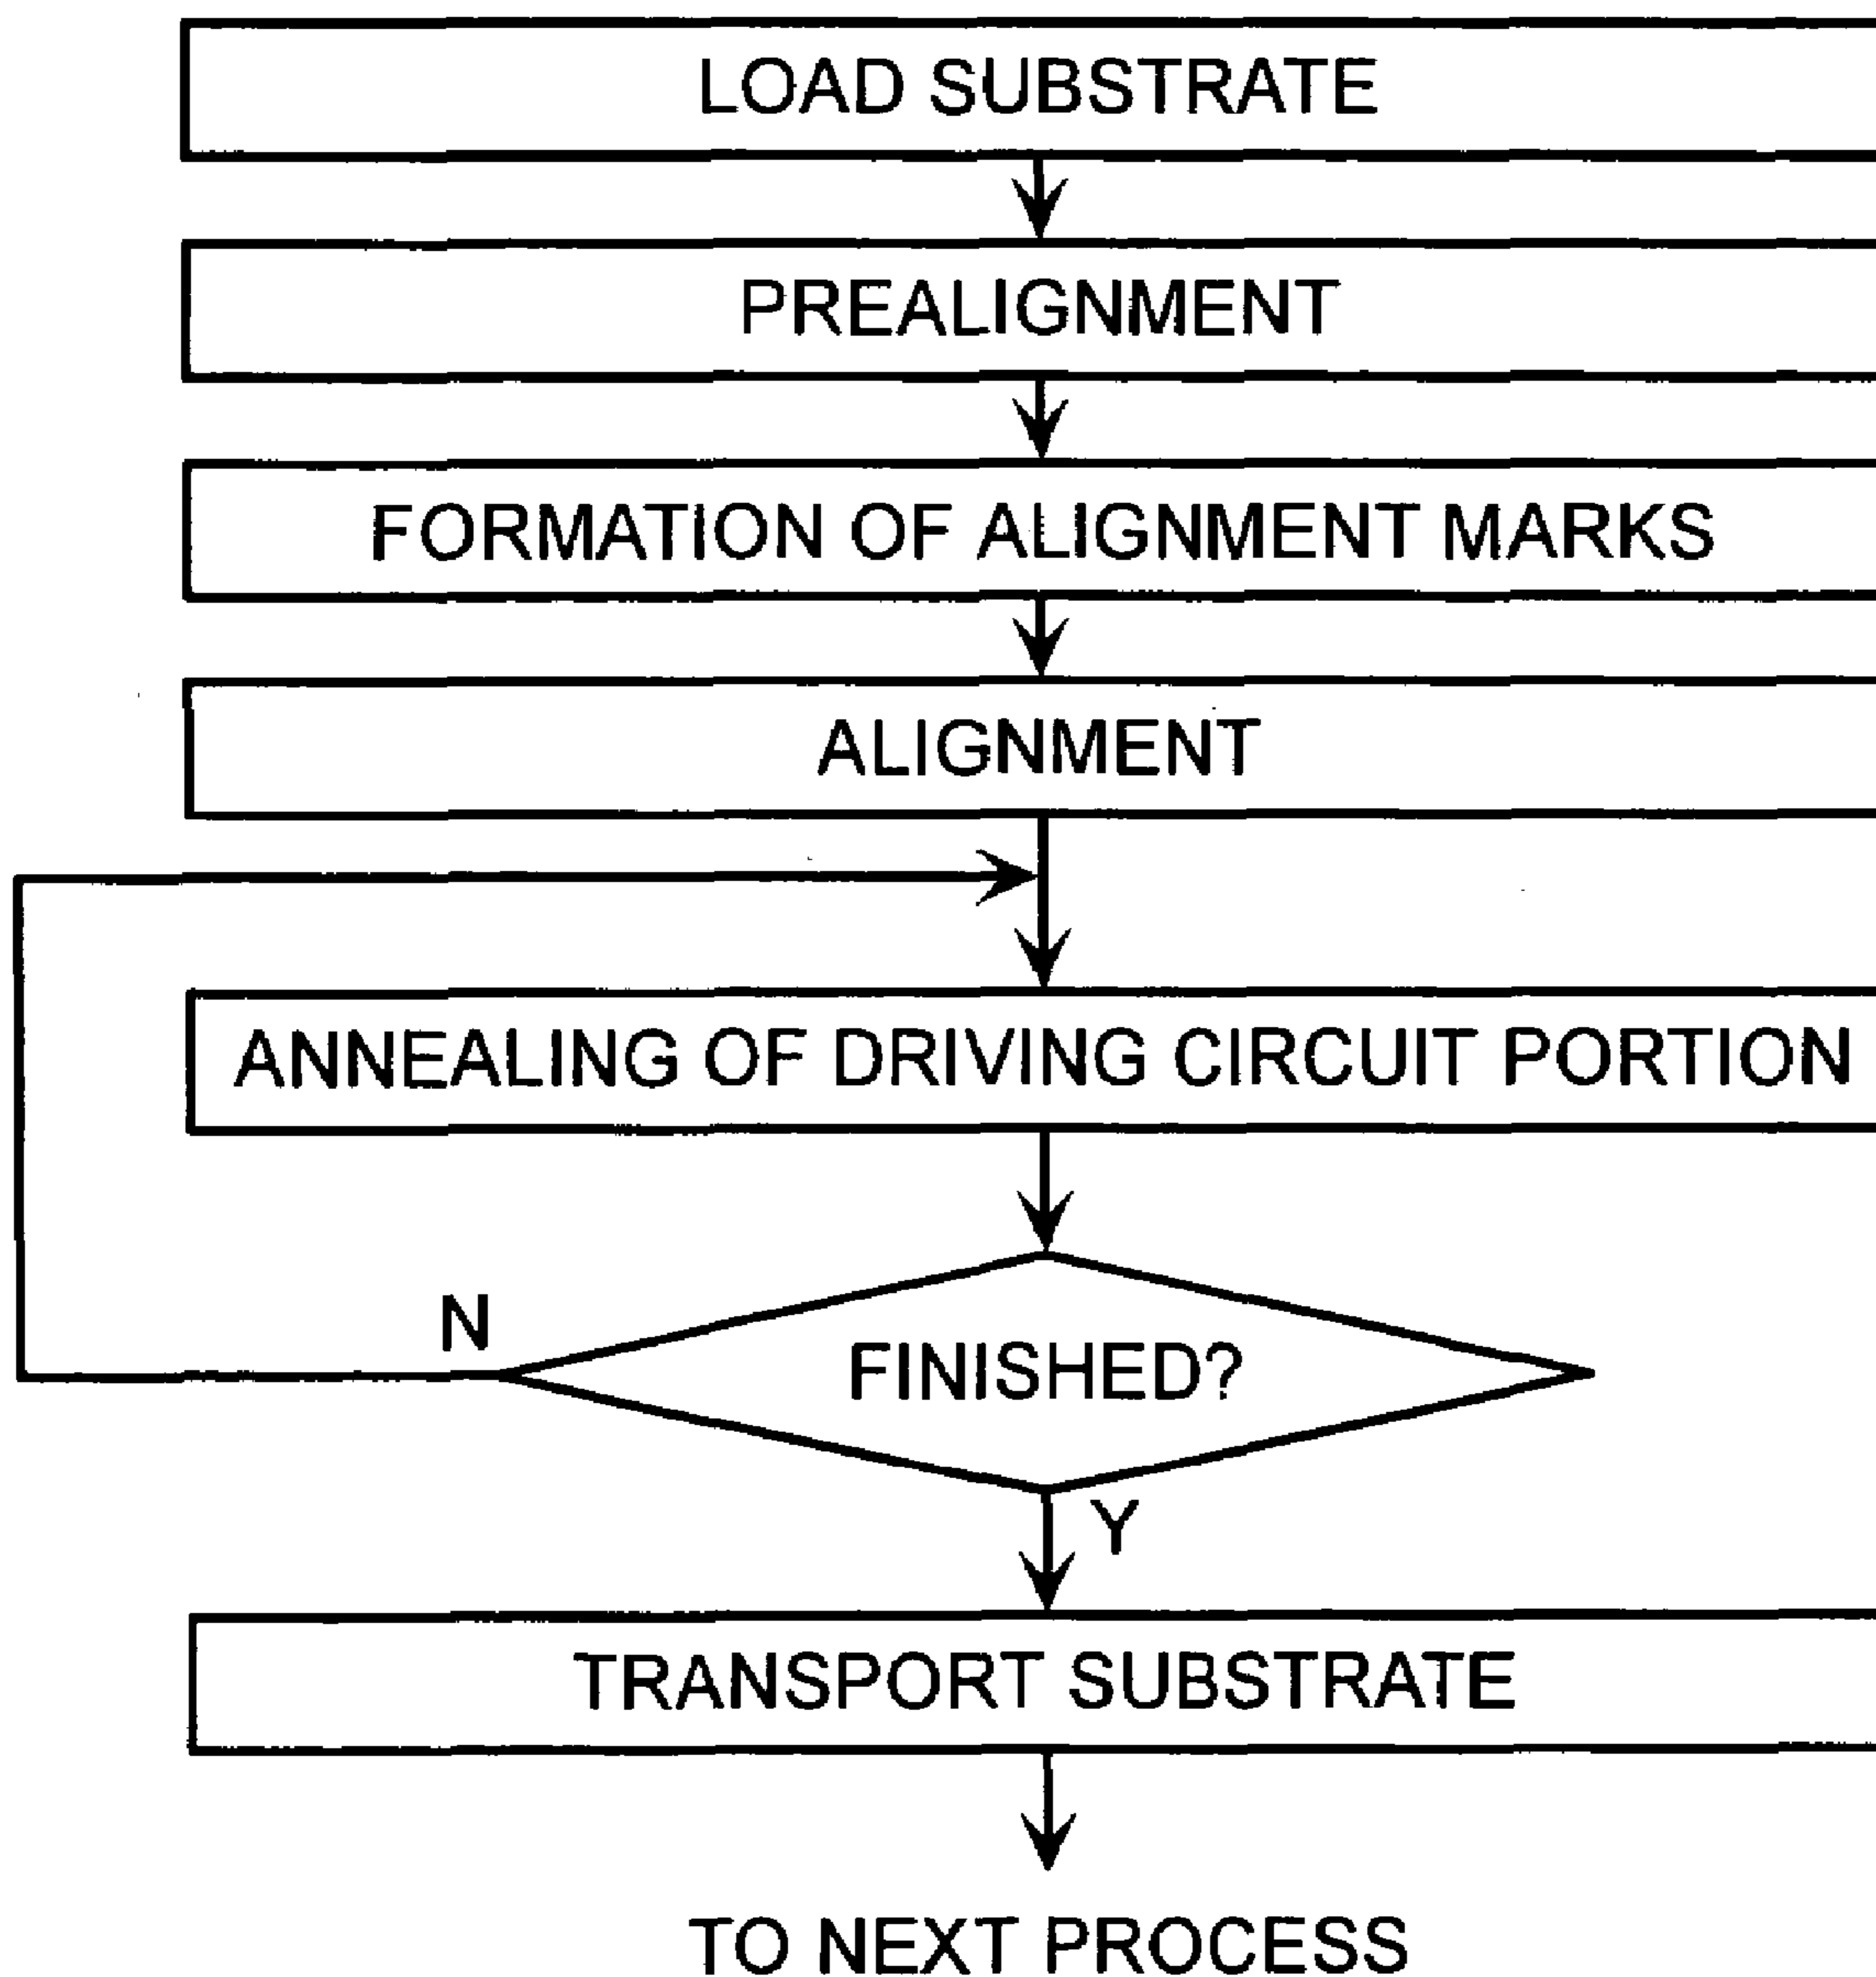 LOAD SUBSTRATE
PREALIGNMENT
FORMATION OF ALIGNMENT MARKS
ALIGNMENT
ANNEALING OF DRIVING CIRCUIT PORTION
N
FINISHED?
Y
TRANSPORT SUBSTRATE
TO NEXT PROCESS